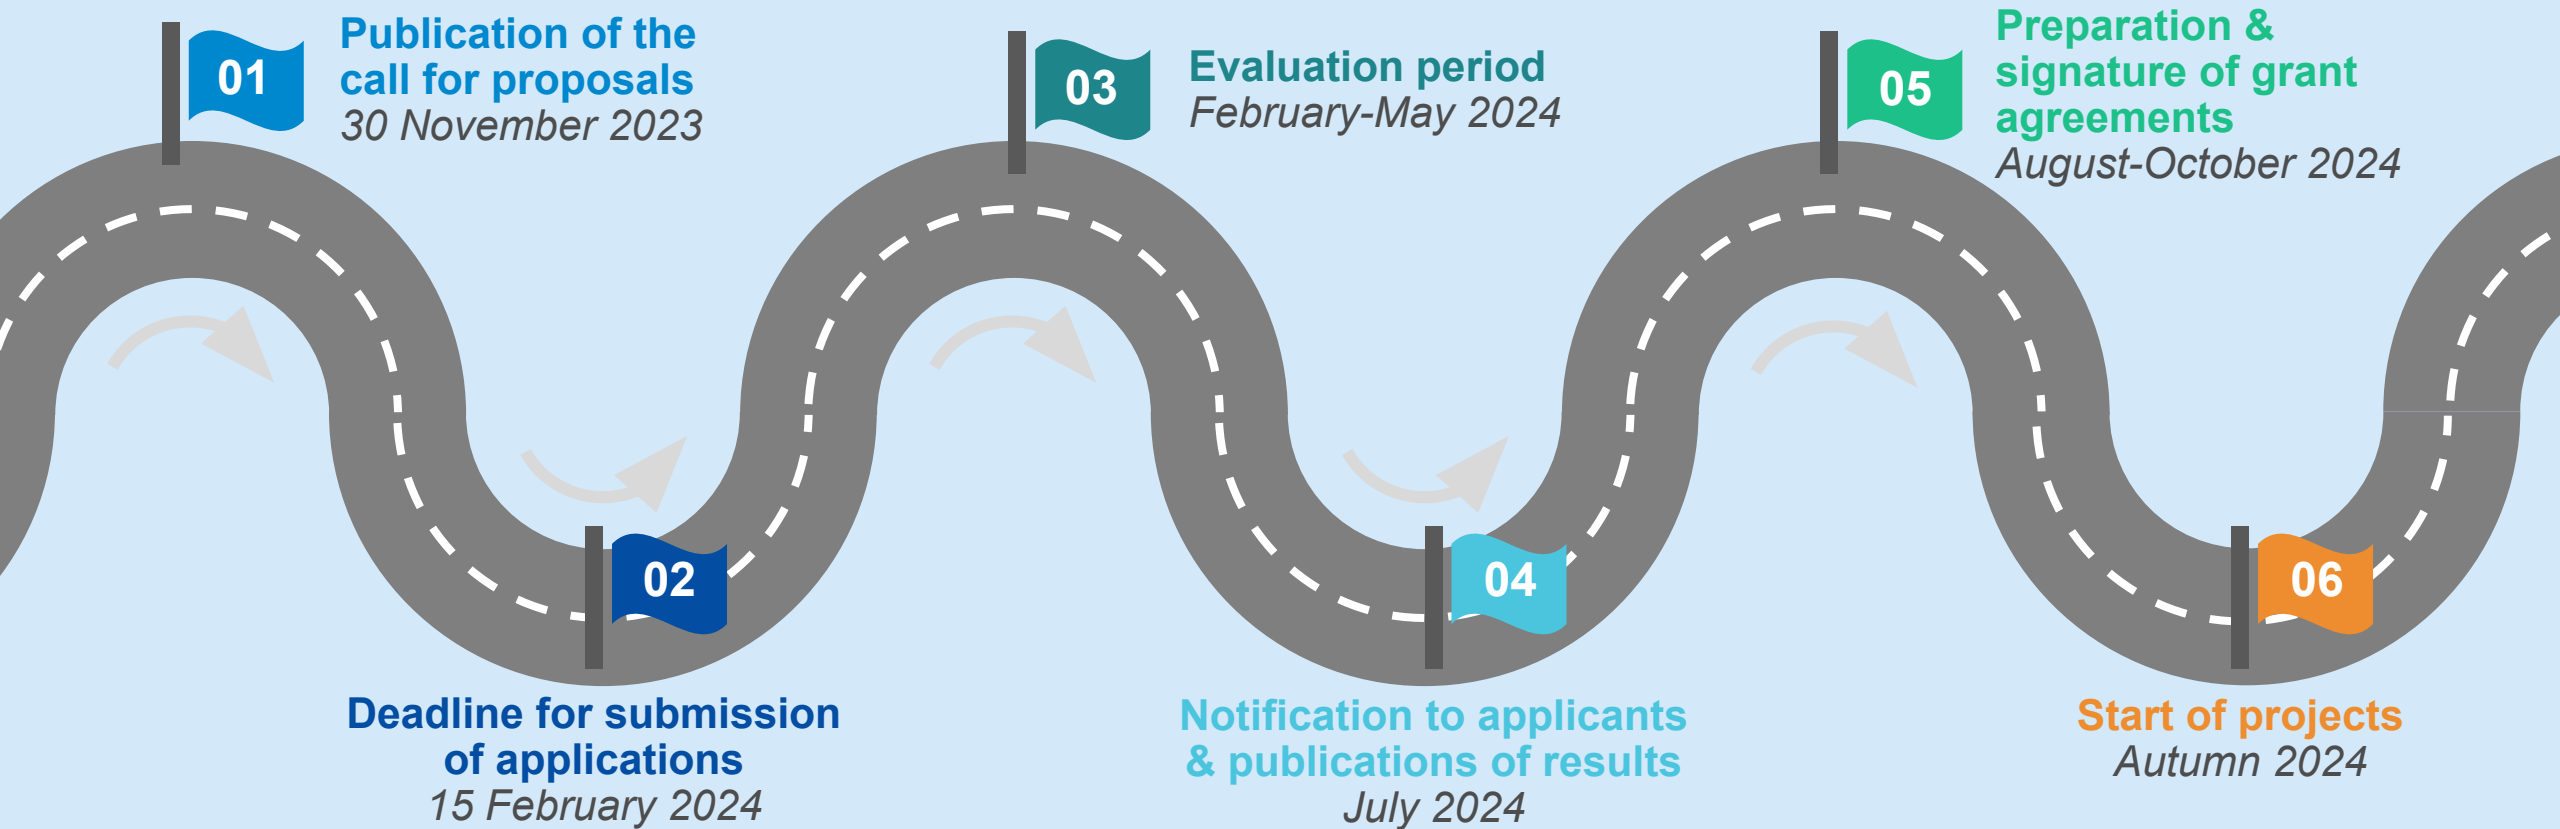 01
Publication of the
call for proposals
30 November 2023
02
Deadline for submission
of applications
15 February 2024
03
Evaluation period
February-May 2024
04
Notification to applicants
& publications of results
July 2024
05
Preparation &
signature of grant
agreements
August-October 2024
06
Start of projects
Autumn 2024